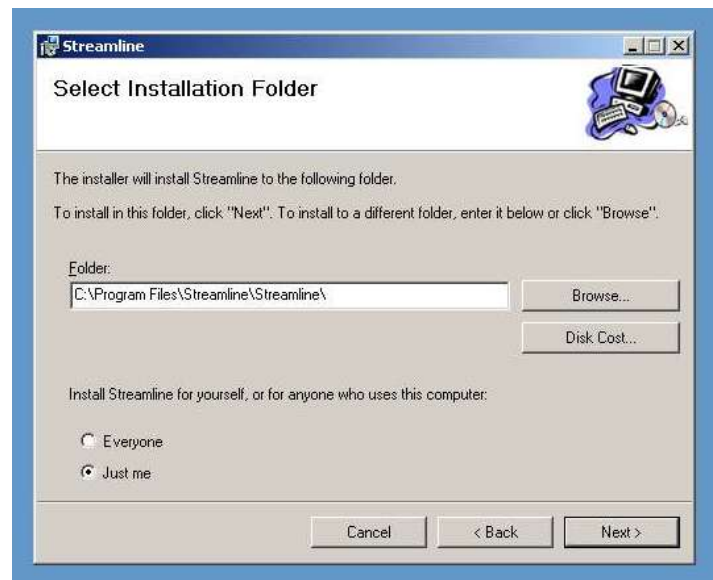 Streamline
Select Installation Folder
The installer will install Streamline to the following folder.
To install in this folder, click "Next". To install to a different folder, enter it below or click "Browse".
Folder:
C:\Program Files\Streamline\Streamline\
Browse...
Disk Cost...
Install Streamline for yourself, or for anyone who uses this computer:
Everyone
Just me
Cancel
< Back
Next >